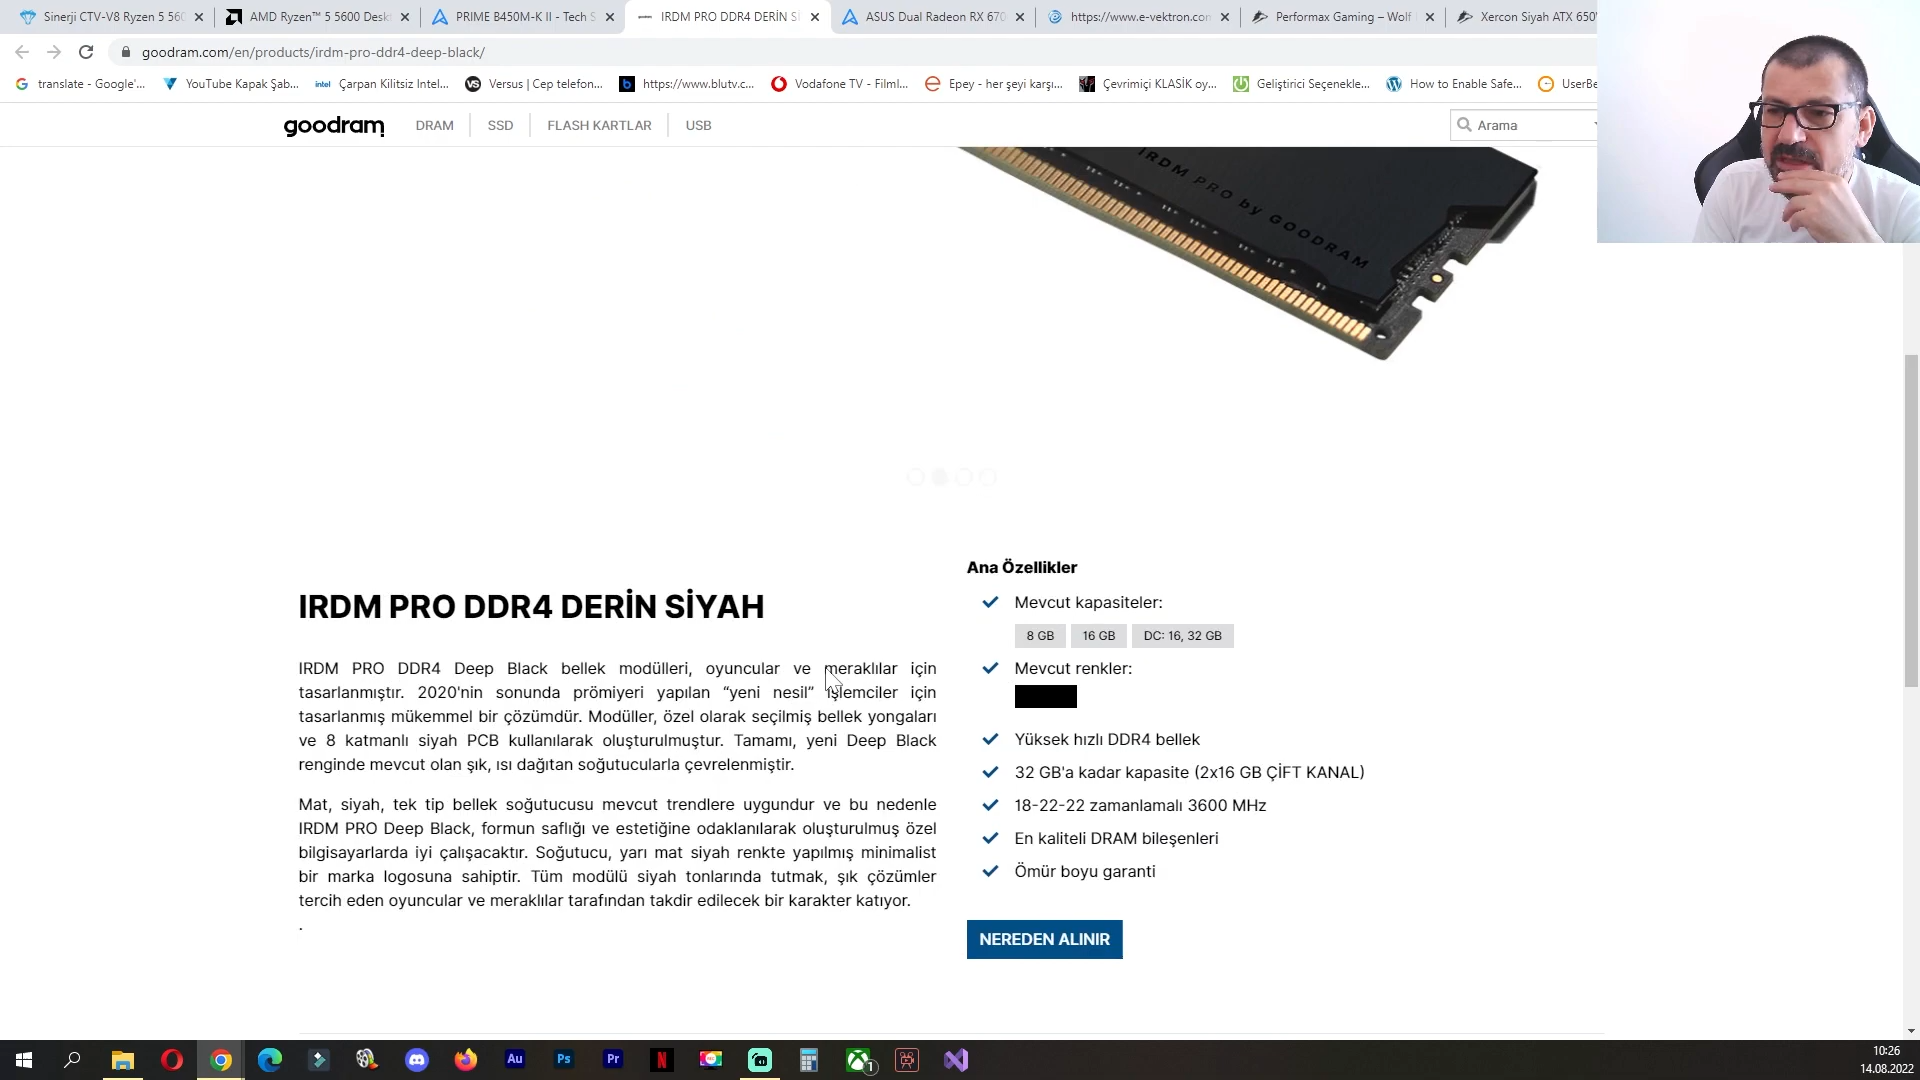 Sinerji CTV-V8 Ryzen 5 560
AMD Ryzen™ 5 5600 Desk
PRIME B450M-K II - Tech S
IRDM PRO DDR4 DERİN Sİ
ASUS Dual Radeon RX 670
https://www.e-vektron.con
Performax Gaming – Wolf
Xercon Siyah ATX 650
goodram.com/en/products/irdm-pro-ddr4-deep-black/
translate - Google'...
YouTube Kapak Şab...
intel Çarpan Kilitsiz Intel...
VS Versus | Cep telefon...
b https://www.blutv.c...
Vodafone TV - Filml...
Epey - her şeyi karşı...
Çevrimiçi KLASİK oy...
Geliştirici Seçenekle...
How to Enable Safe...
UserBe
goodram
DRAM
SSD
FLASH KARTLAR
USB
Arama
IRDM PRO by GOODRAM
IRDM PRO DDR4 DERİN SİYAH
IRDM PRO DDR4 Deep Black bellek modülleri, oyuncular ve meraklılar için
tasarlanmıştır. 2020'nin sonunda prömiyeri yapılan “yeni nesil” işlemciler için
tasarlanmış mükemmel bir çözümdür. Modüller, özel olarak seçilmiş bellek yongaları
ve 8 katmanlı siyah PCB kullanılarak oluşturulmuştur. Tamamı, yeni Deep Black
renginde mevcut olan şık, ısı dağıtan soğutucularla çevrelenmiştir.
Mat, siyah, tek tip bellek soğutucusu mevcut trendlere uygundur ve bu nedenle
IRDM PRO Deep Black, formun saflığı ve estetiğine odaklanılarak oluşturulmuş özel
bilgisayarlarda iyi çalışacaktır. Soğutucu, yarı mat siyah renkte yapılmış minimalist
bir marka logosuna sahiptir. Tüm modülü siyah tonlarında tutmak, şık çözümler
tercih eden oyuncular ve meraklılar tarafından takdir edilecek bir karakter katıyor.
.
Ana Özellikler
Mevcut kapasiteler:
8 GB
16 GB
DC: 16, 32 GB
Mevcut renkler:
Yüksek hızlı DDR4 bellek
32 GB'a kadar kapasite (2x16 GB ÇİFT KANAL)
18-22-22 zamanlamalı 3600 MHz
En kaliteli DRAM bileşenleri
Ömür boyu garanti
NEREDEN ALINIR
Au
Ps
Pr
N
1
10:26
14.08.2022